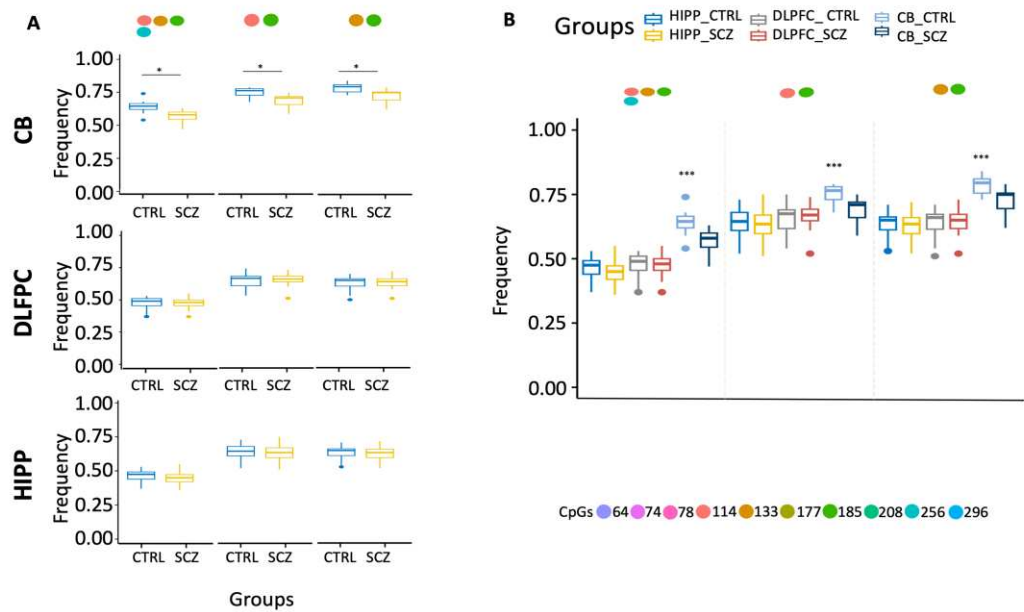 A
CB
Frequency
1.00
0.75
0.50
0.25
0.00
*
*
*
CTRL SCZ CTRL SCZ CTRL SCZ
DLFPC
Frequency
1.00
0.75
0.50
0.25
0.00
CTRL SCZ CTRL SCZ CTRL SCZ
HIPP
Frequency
1.00
0.75
0.50
0.25
0.00
CTRL SCZ CTRL SCZ CTRL SCZ
Groups
B
Groups
HIPP_CTRL DLPFC_ CTRL CB_CTRL
HIPP_SCZ DLPFC_SCZ CB_SCZ
Frequency
1.00
0.75
0.50
0.25
0.00
***
***
***
CpGs 64 74 78 114 133 177 185 208 256 296